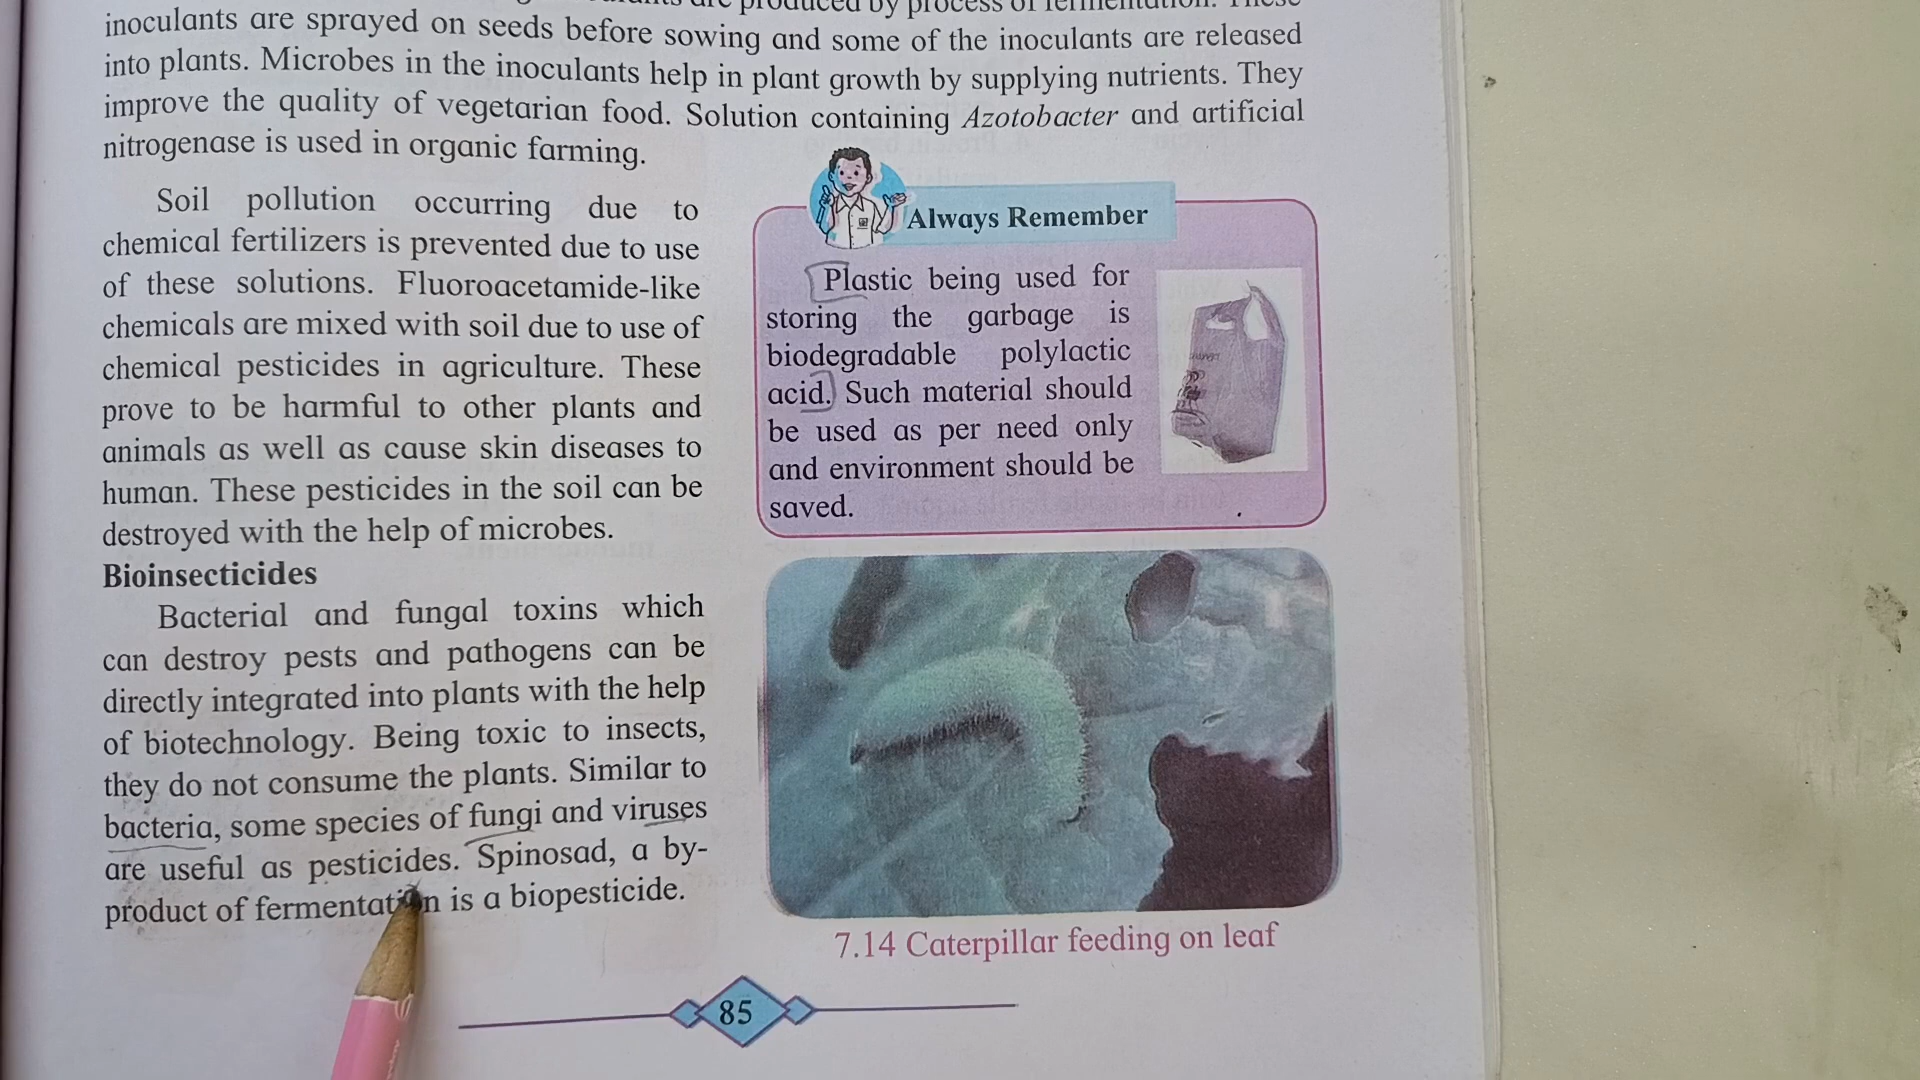 are produced by process of fermentation. These
inoculants are sprayed on seeds before sowing and some of the inoculants are released
into plants. Microbes in the inoculants help in plant growth by supplying nutrients. They
improve the quality of vegetarian food. Solution containing Azotobacter and artificial
nitrogenase is used in organic farming.
Soil pollution occurring due to
chemical fertilizers is prevented due to use
of these solutions. Fluoroacetamide-like
chemicals are mixed with soil due to use of
chemical pesticides in agriculture. These
prove to be harmful to other plants and
animals as well as cause skin diseases to
human. These pesticides in the soil can be
destroyed with the help of microbes.
Bioinsecticides
Bacterial and fungal toxins which
can destroy pests and pathogens can be
directly integrated into plants with the help
of biotechnology. Being toxic to insects,
they do not consume the plants. Similar to
bacteria, some species of fungi and viruses
are useful as pesticides. Spinosad, a by-
product of fermentation is a biopesticide.
Always Remember
Plastic being used for
storing the garbage is
biodegradable polylactic
acid. Such material should
be used as per need only
and environment should be
saved.
7.14 Caterpillar feeding on leaf
85